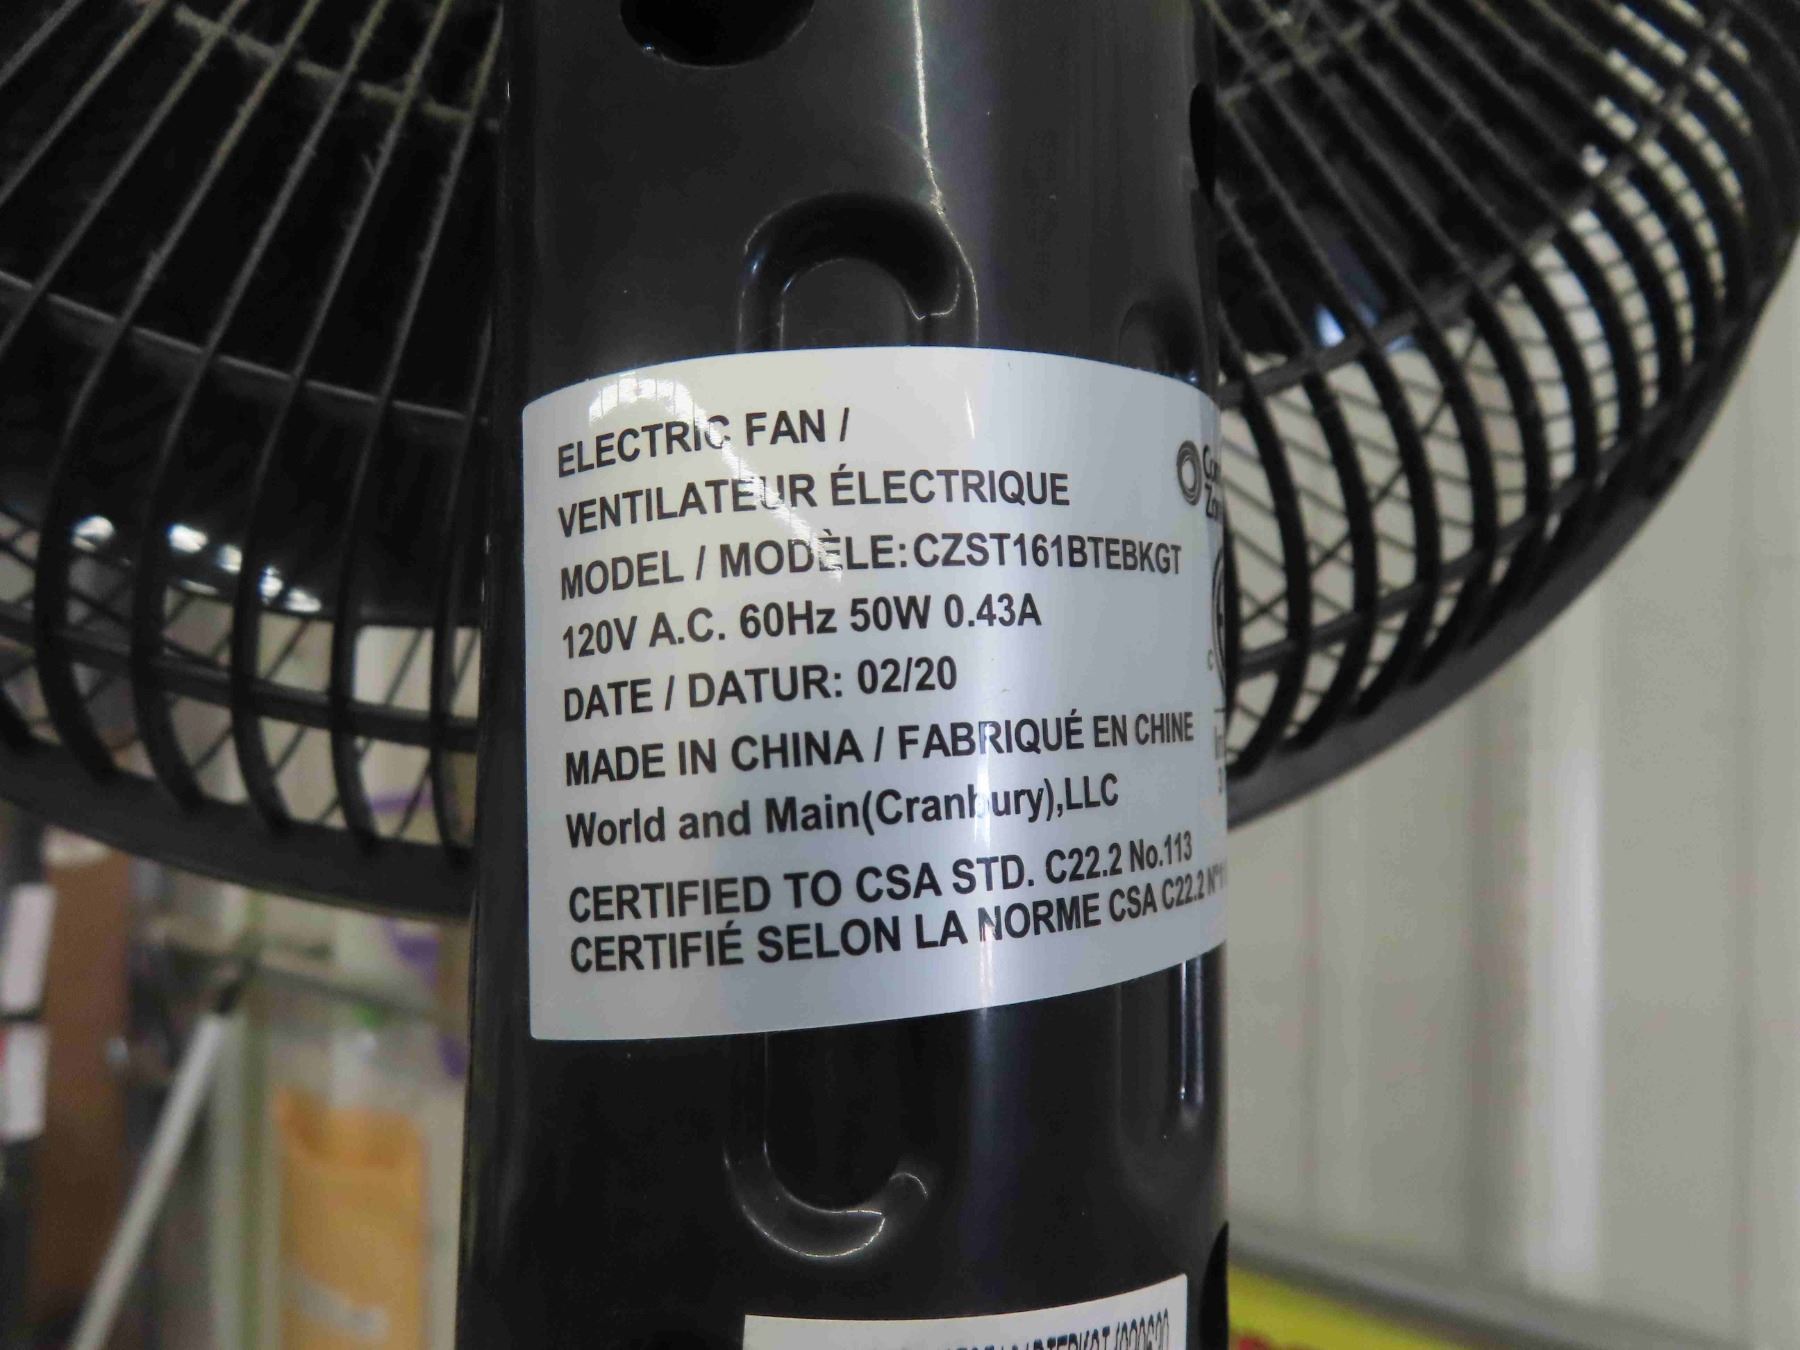 ELECTRIC FAN /
VENTILATEUR ÉLECTRIQUE
MODEL / MODÈLE: CZST161BTEBKGT
120V A.C. 60Hz 50W 0.43A
DATE / DATUR: 02/20
MADE IN CHINA / FABRIQUÉ EN CHINE
World and Main(Cranbury),LLC
CERTIFIED TO CSA STD. C22.2 No.113
CERTIFIÉ SELON LA NORME CSA C22.2